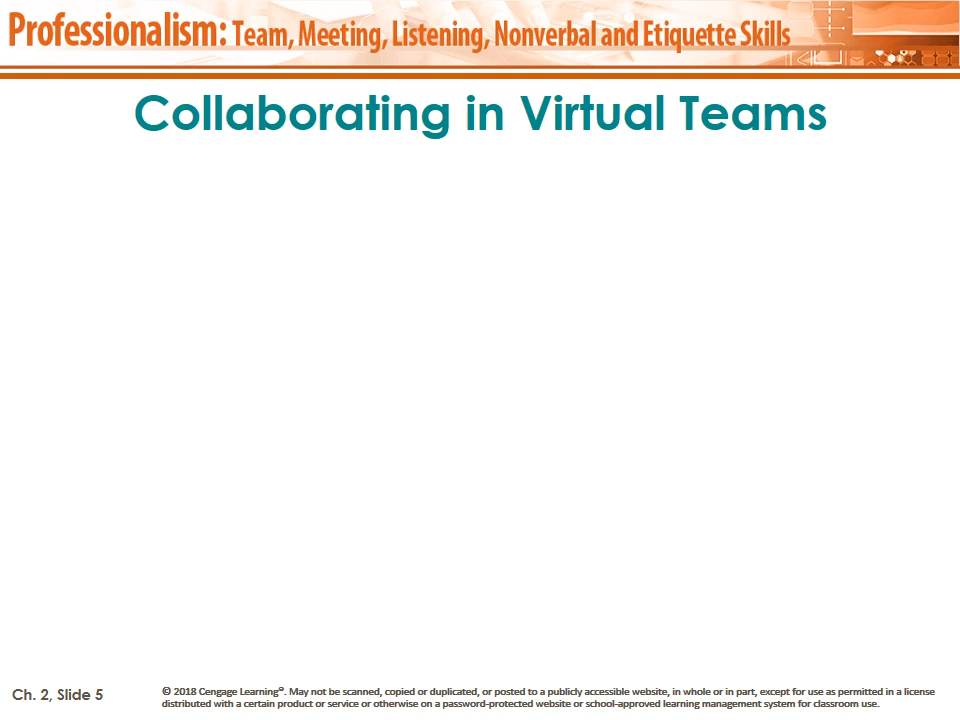 Professionalism: Team, Meeting, Listening, Nonverbal and Etiquette Skills
Collaborating in Virtual Teams
Ch. 2, Slide 5
© 2018 Cengage Learning®. May not be scanned, copied or duplicated, or posted to a publicly accessible website, in whole or in part, except for use as permitted in a license
distributed with a certain product or service or otherwise on a password-protected website or school-approved learning management system for classroom use.